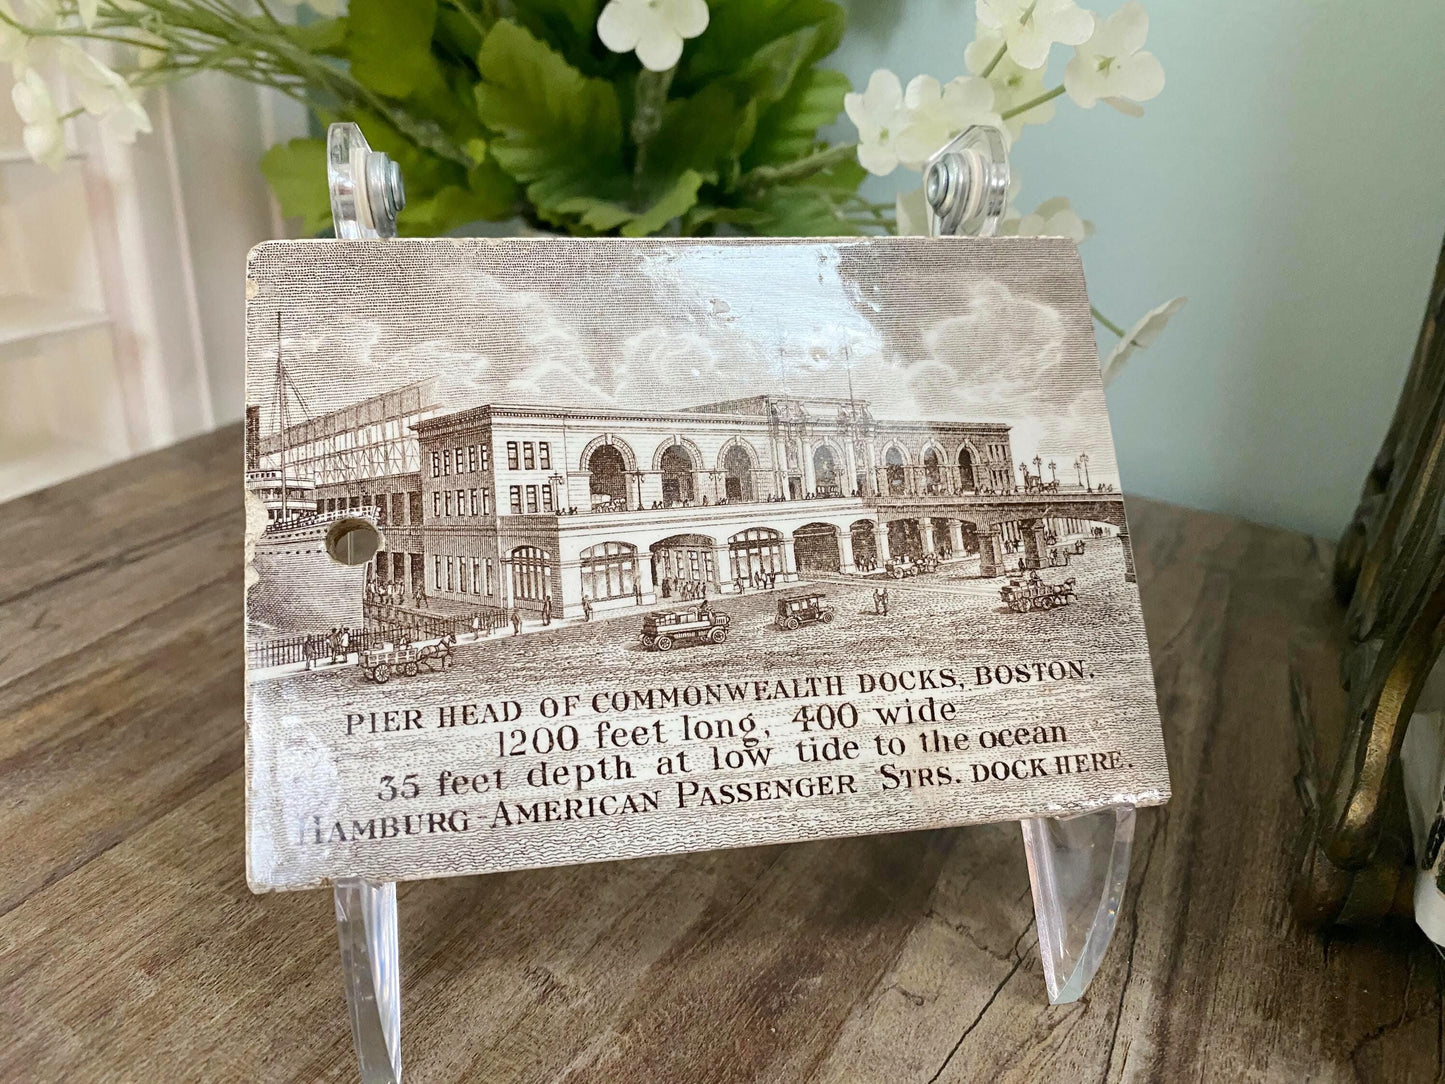 PIER HEAD OF COMMONWEALTH DOCKS, BOSTON.
1200 feet long, 400 wide
35 feet depth at low tide to the ocean
HAMBURG-AMERICAN PASSENGER STRS. DOCK HERE.